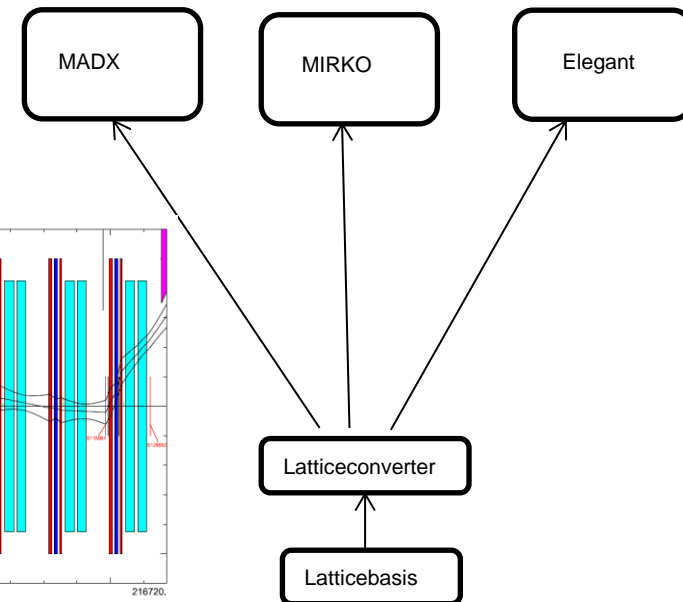 MADX
MIRKO
Elegant
Latticeconverter
Latticebasis
216720.